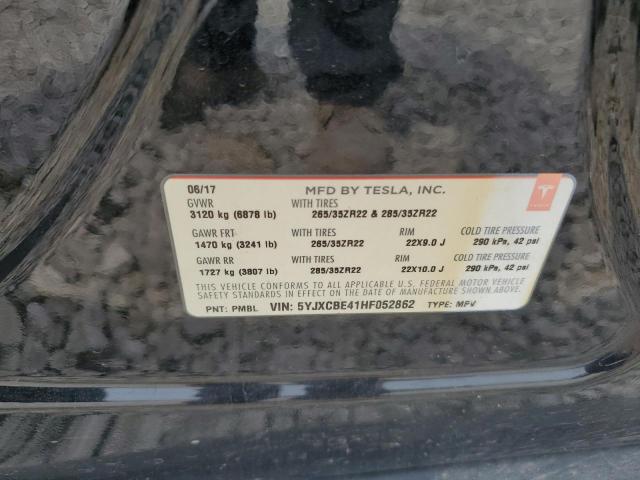 06/17 MFD BY TESLA, INC.
GVWR WITH TIRES
3120 kg (6878 lb) 265/35ZR22 & 285/35ZR22
GAWR FRT WITH TIRES RIM COLD TIRE PRESSURE
1470 kg (3241 lb) 265/35ZR22 22X9.0 J 290 kPa, 42 psi
GAWR RR WITH TIRES RIM COLD TIRE PRESSURE
1727 kg (3807 lb) 285/35ZR22 22X10.0 J 290 kPa, 42 psi
THIS VEHICLE CONFORMS TO ALL APPLICABLE U.S. FEDERAL MOTOR VEHICLE
SAFETY STANDARDS IN EFFECT ON THE DATE OF MANUFACTURE SHOWN ABOVE.
PNT: PMBL VIN: 5YJXCBE41HF052862 TYPE: MPV
TESLA